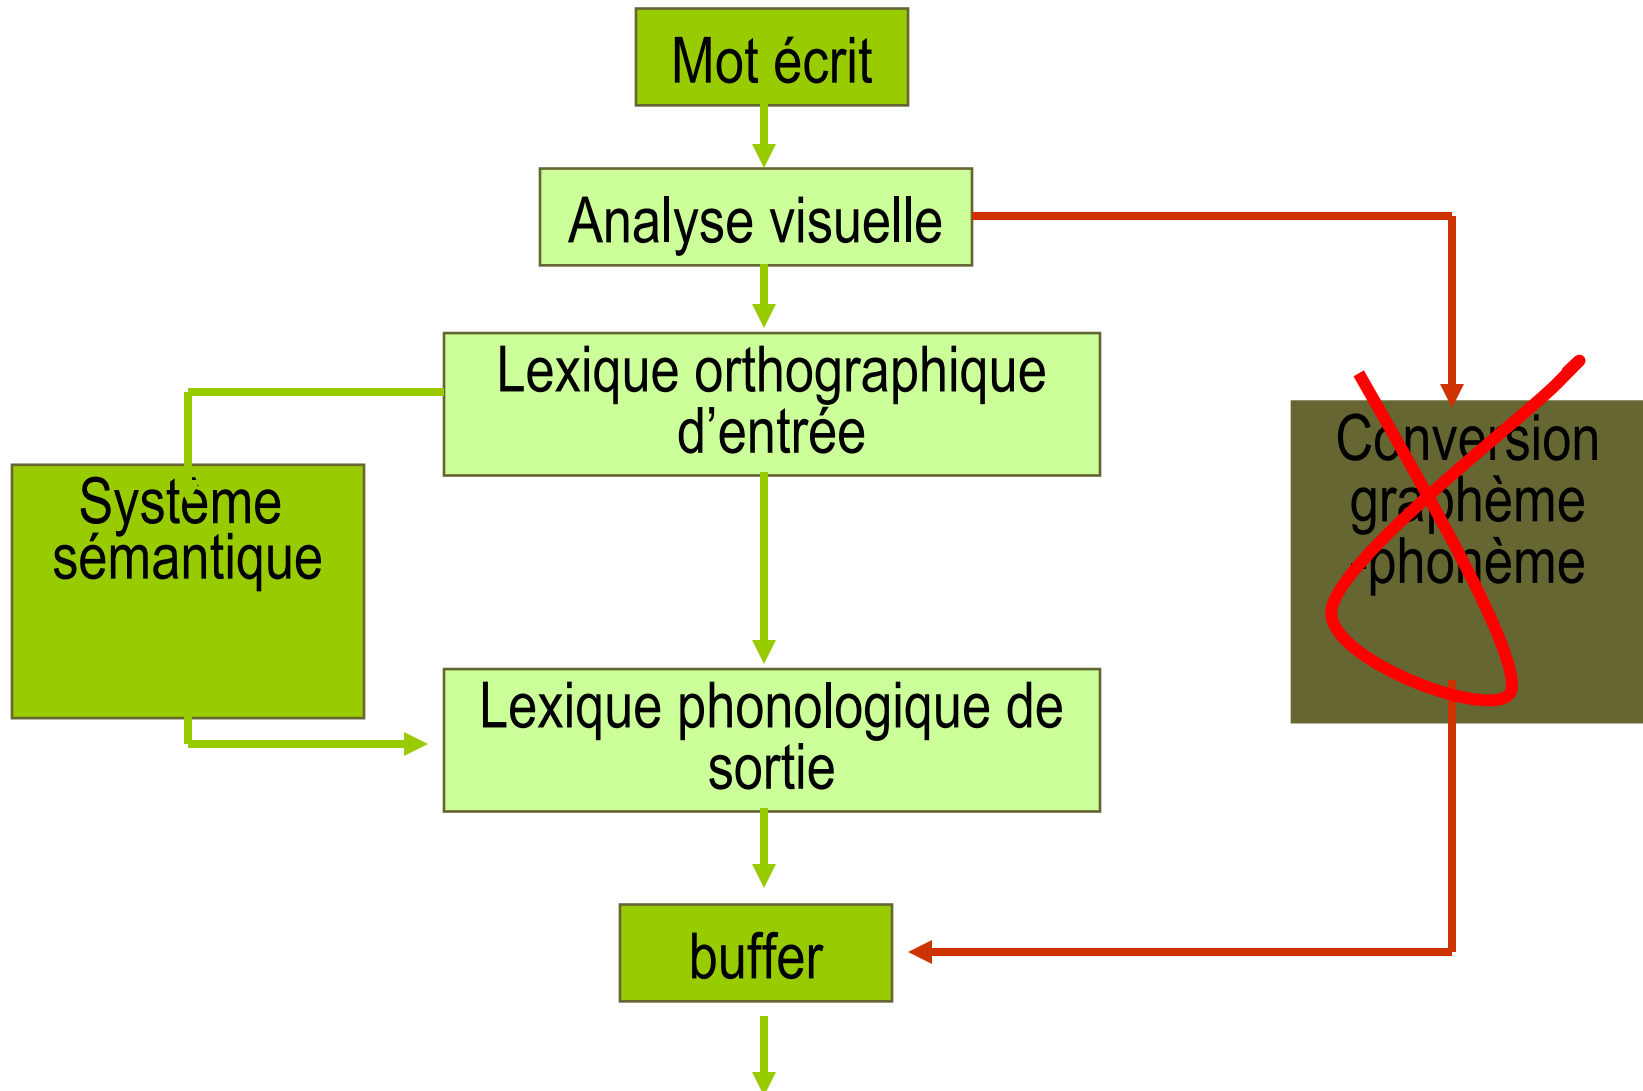 Mot écrit
Analyse visuelle
Lexique orthographique
d’entrée
Système
sémantique
Conversion
graphème
-phonème
Lexique phonologique de
sortie
buffer